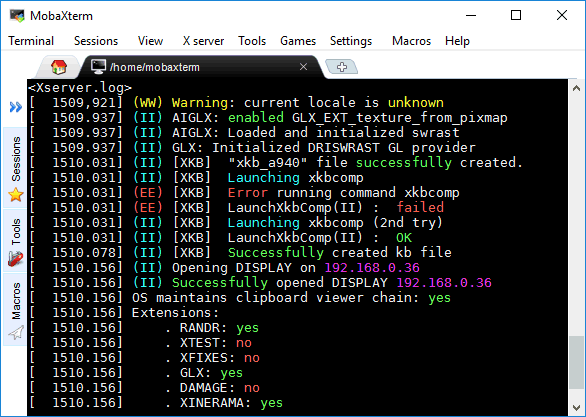 MobaXterm
Terminal Sessions View X server Tools Games Settings Macros Help
/home/mobaxterm
Sessions
Tools
Macros
<Xserver.log>
[  1509,921] (WW) Warning: current locale is unknown
[  1509.937] (II) AIGLX: enabled GLX_EXT_texture_from_pixmap
[  1509.937] (II) AIGLX: Loaded and initialized swrast
[  1509.937] (II) GLX: Initialized DRISWRAST GL provider
[  1510.031] (II) [XKB]  "xkb_a940" file successfully created.
[  1510.031] (II) [XKB]  Launching xkbcomp
[  1510.031] (EE) [XKB]  Error running command xkbcomp
[  1510.031] (EE) [XKB]  LaunchXkbComp(II) :  failed
[  1510.031] (II) [XKB]  Launching xkbcomp (2nd try)
[  1510.031] (II) [XKB]  LaunchXkbComp(II) :  OK
[  1510.078] (II) [XKB]  Successfully created kb file
[  1510.156] (II) Opening DISPLAY on 192.168.0.36
[  1510.156] (II) Successfully opened DISPLAY 192.168.0.36
[  1510.156] OS maintains clipboard viewer chain: yes
[  1510.156] Extensions:
[  1510.156]     . RANDR: yes
[  1510.156]     . XTEST: no
[  1510.156]     . XFIXES: no
[  1510.156]     . GLX: yes
[  1510.156]     . DAMAGE: no
[  1510.156]     . XINERAMA: yes